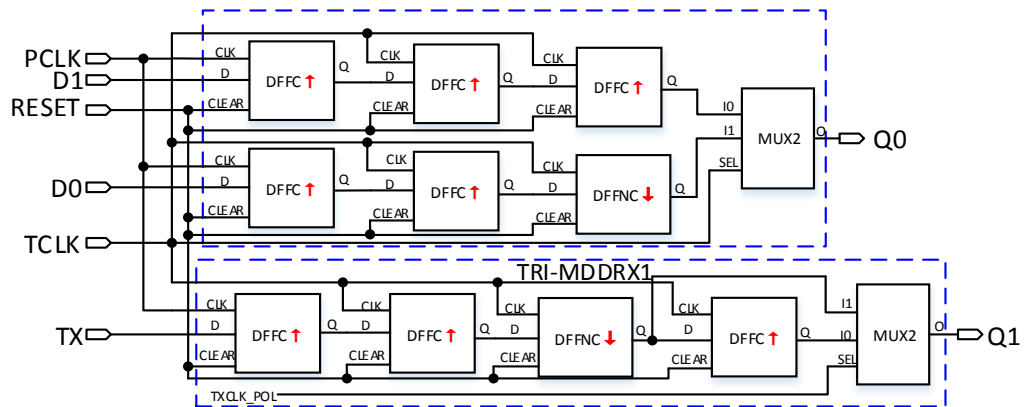 PCLK
D1
RESET
D0
TCLK
TX
CLK
D
CLEAR
DFFC
Q
CLK
D
CLEAR
DFFC
Q
CLK
D
CLEAR
DFFC
Q
CLK
D
CLEAR
DFFC
Q
CLK
D
CLEAR
DFFC
Q
CLK
D
CLEAR
DFFNC
Q
I0
I1
SEL
MUX2
O
Q0
TRI-MDDRX1
CLK
D
CLEAR
DFFC
Q
CLK
D
CLEAR
DFFC
Q
CLK
D
CLEAR
DFFNC
Q
CLK
D
CLEAR
DFFC
Q
I1
I0
SEL
MUX2
O
Q1
TXCLK_POL